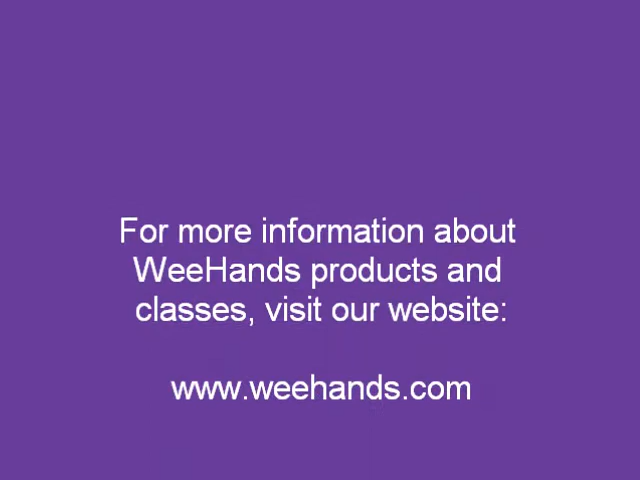 For more information about
WeeHands products and
classes, visit our website:
www.weehands.com